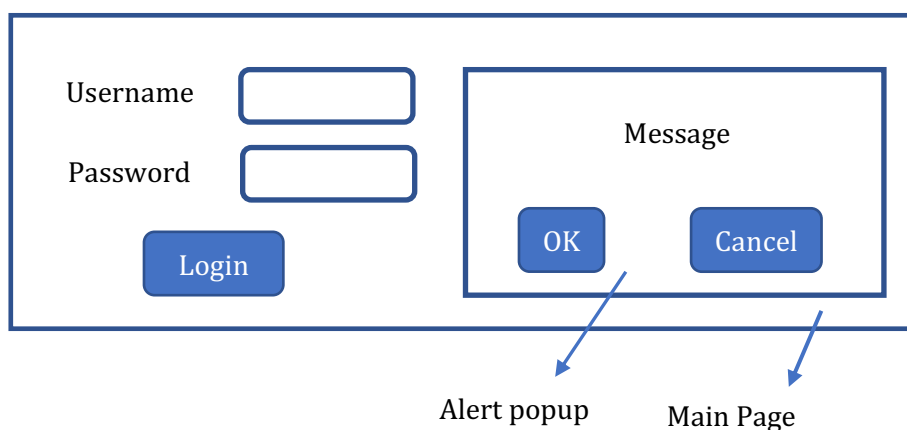 Username
Password
Login
Message
OK
Cancel
Alert popup
Main Page